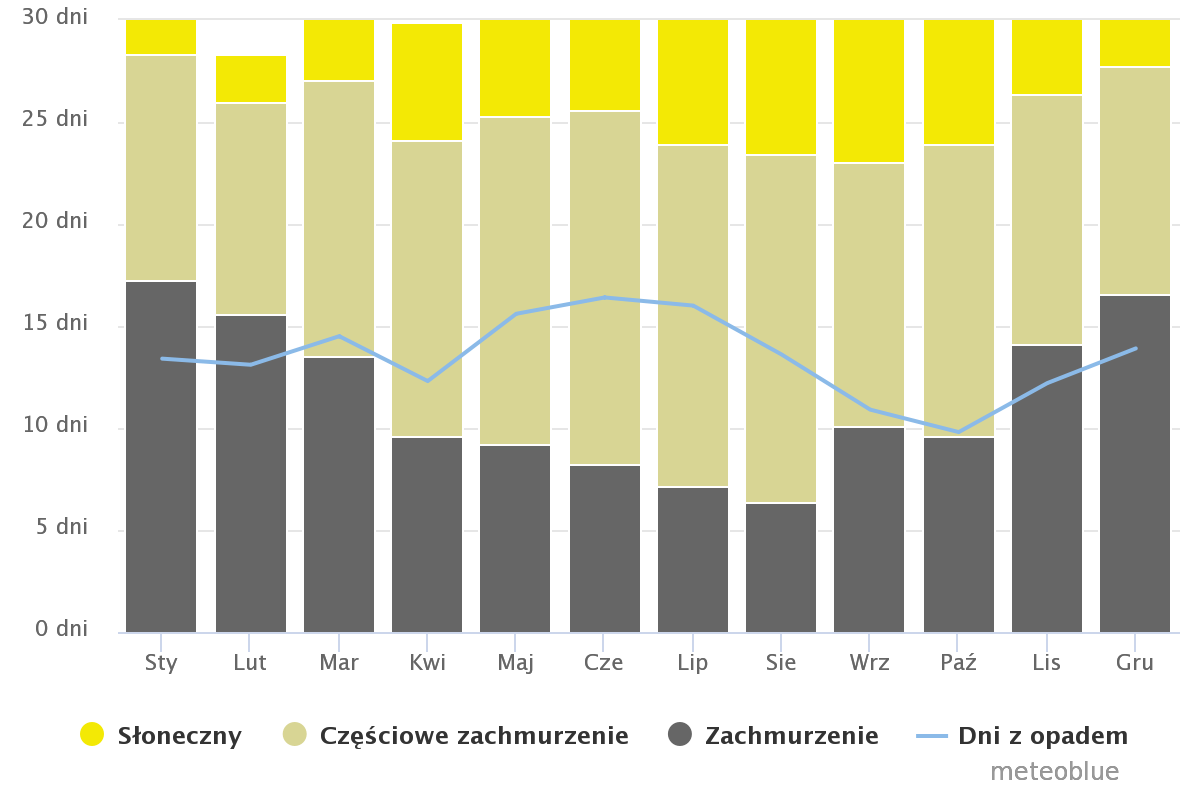 30 dni
25 dni
20 dni
15 dni
10 dni
5 dni
0 dni
Sty Lut Mar Kwi Maj Cze Lip Sie Wrz Paź Lis Gru
Słoneczny Częściowe zachmurzenie Zachmurzenie Dni z opadem
meteoblue